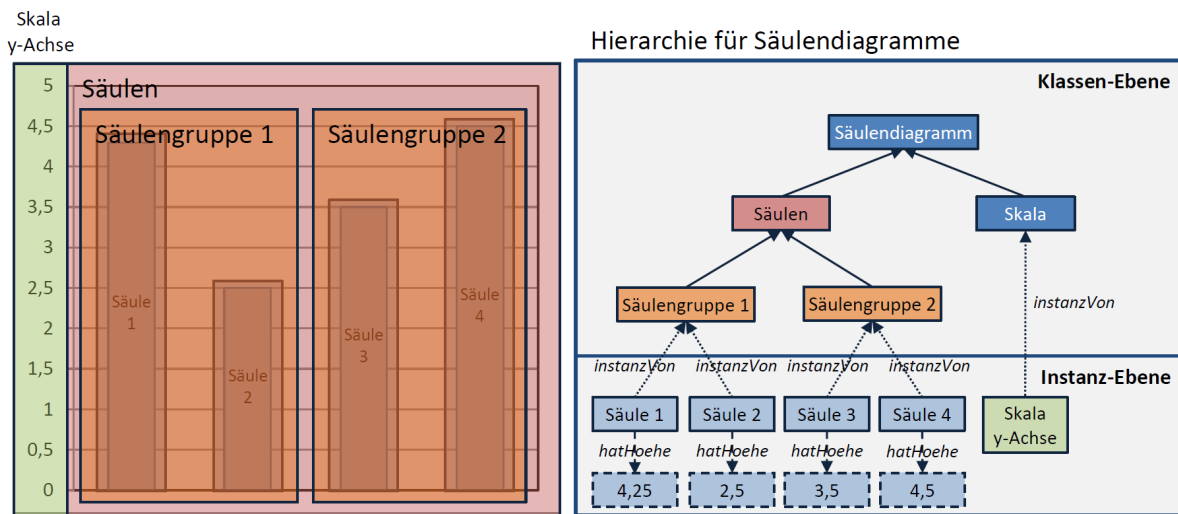 Skala
y-Achse
5
4,5
4
3,5
3
2,5
2
1,5
1
0,5
0
Säulen
Säulengruppe 1
Säulengruppe 2
Säule
1
Säule
2
Säule
3
Säule
4
Hierarchie für Säulendiagramme
Klassen-Ebene
Säulendiagramm
Säulen
Skala
Säulengruppe 1
Säulengruppe 2
instanzVon
instanzVon
instanzVon
instanzVon
instanzVon
Instanz-Ebene
Säule 1
Säule 2
Säule 3
Säule 4
Skala
y-Achse
hatHoehe
hatHoehe
hatHoehe
hatHoehe
4,25
2,5
3,5
4,5